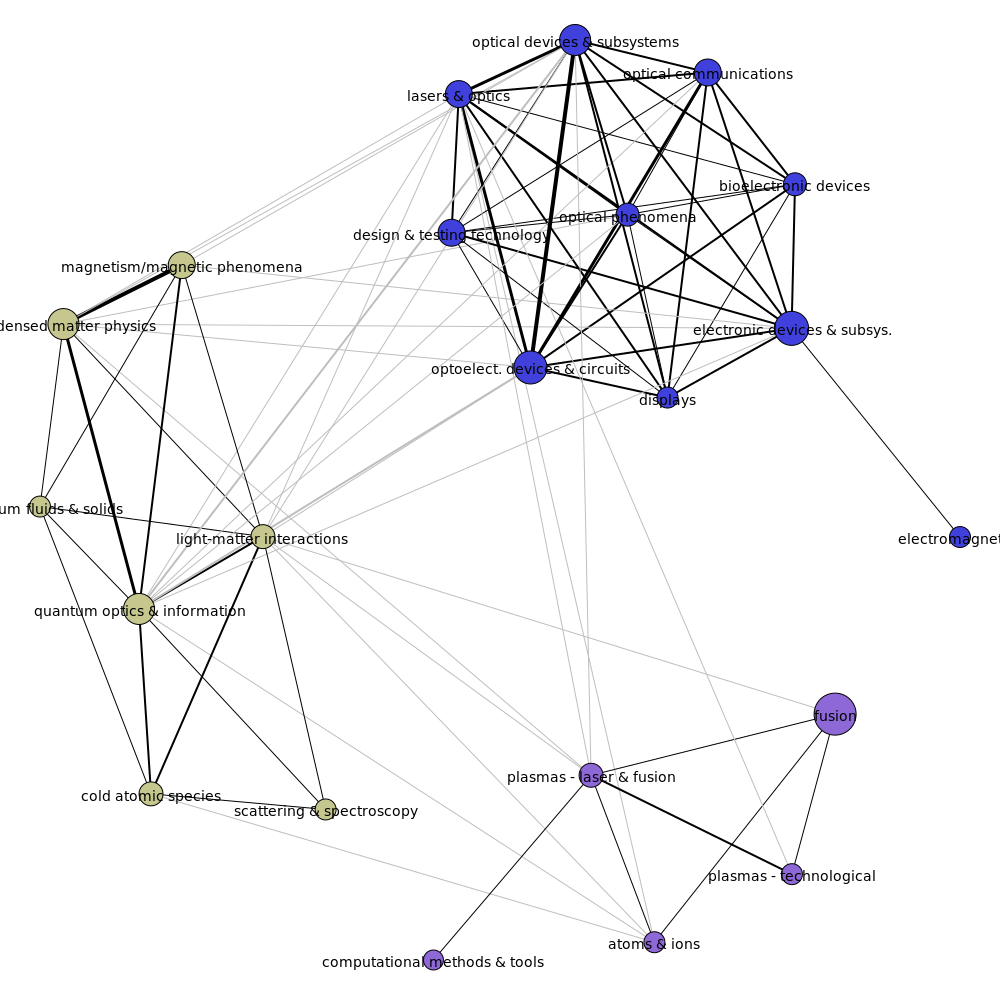 optical devices & subsystems
optical communications
lasers & optics
bioelectronic devices
optical phenomena
design & testing technology
magnetism/magnetic phenomena
densed matter physics
electronic devices & subsys.
optoelect. devices & circuits
displays
um fluids & solids
light-matter interactions
electromagnet
quantum optics & information
fusion
plasmas - laser & fusion
cold atomic species
scattering & spectroscopy
plasmas - technological
atoms & ions
computational methods & tools